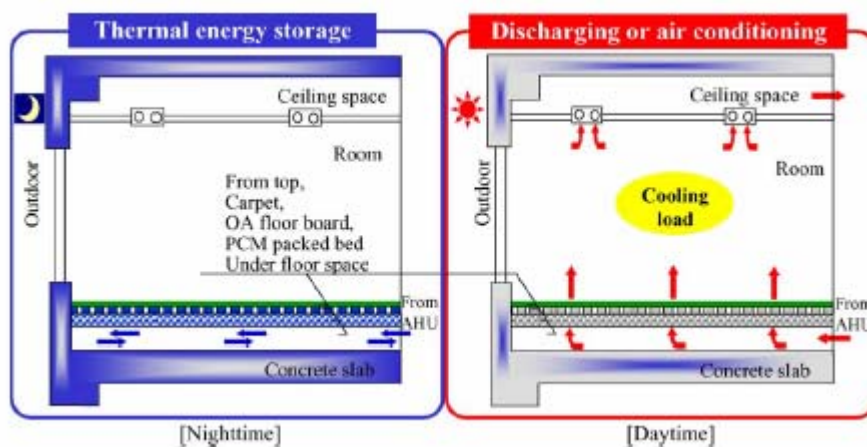 Thermal energy storage
Ceiling space
Room
Outdoor
From top,
Carpet,
OA floor board,
PCM packed bed
Under floor space
From
AHU
Concrete slab
[Nighttime]
Discharging or air conditioning
Ceiling space
Room
Outdoor
Cooling
load
From
AHU
Concrete slab
[Daytime]